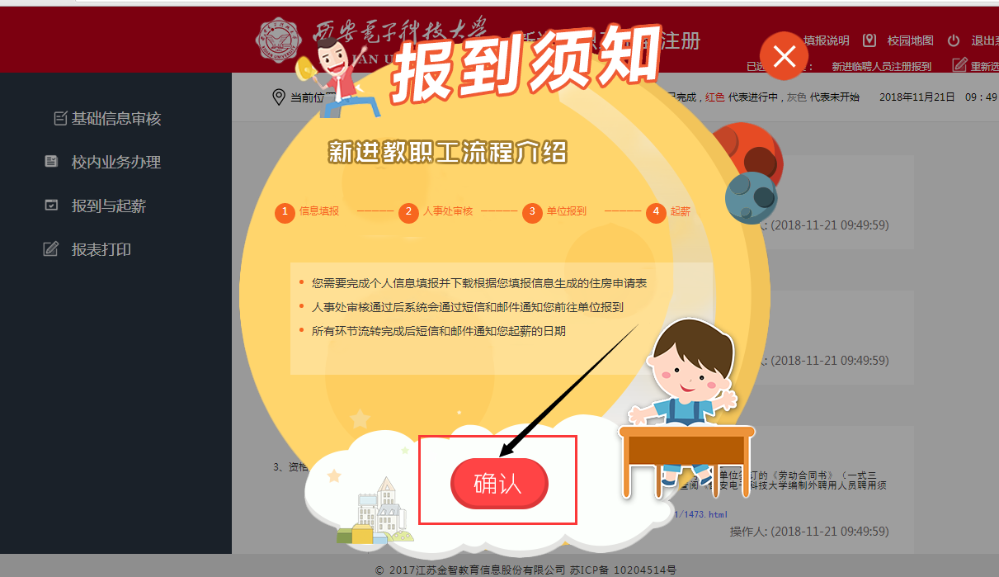 西安電子科技大学
注册
填报说明 校园地图 退出系
新进临聘人员注册报到 重新选
报到须知
当前位
完成，红色 代表进行中，灰色 代表未开始 2018年11月21日 09：49
基础信息审核
校内业务办理
报到与起薪
报表打印
新进教职工流程介绍
1 信息填报 2 人事处审核 3 单位报到 4 起薪
(2018-11-21 09:49:59)
• 您需要完成个人信息填报并下载根据您填报信息生成的住房申请表
• 人事处审核通过后系统会通过短信和邮件通知您前往单位报到
• 所有环节流转完成后短信和邮件通知您起薪的日期
(2018-11-21 09:49:59)
3、资格
单位签订的《劳动合同书》（一式三
科技大学编制外聘用人员聘用须
确认
1/1473.html
操作人: (2018-11-21 09:49:59)
© 2017江苏金智教育信息股份有限公司 苏ICP备 10204514号